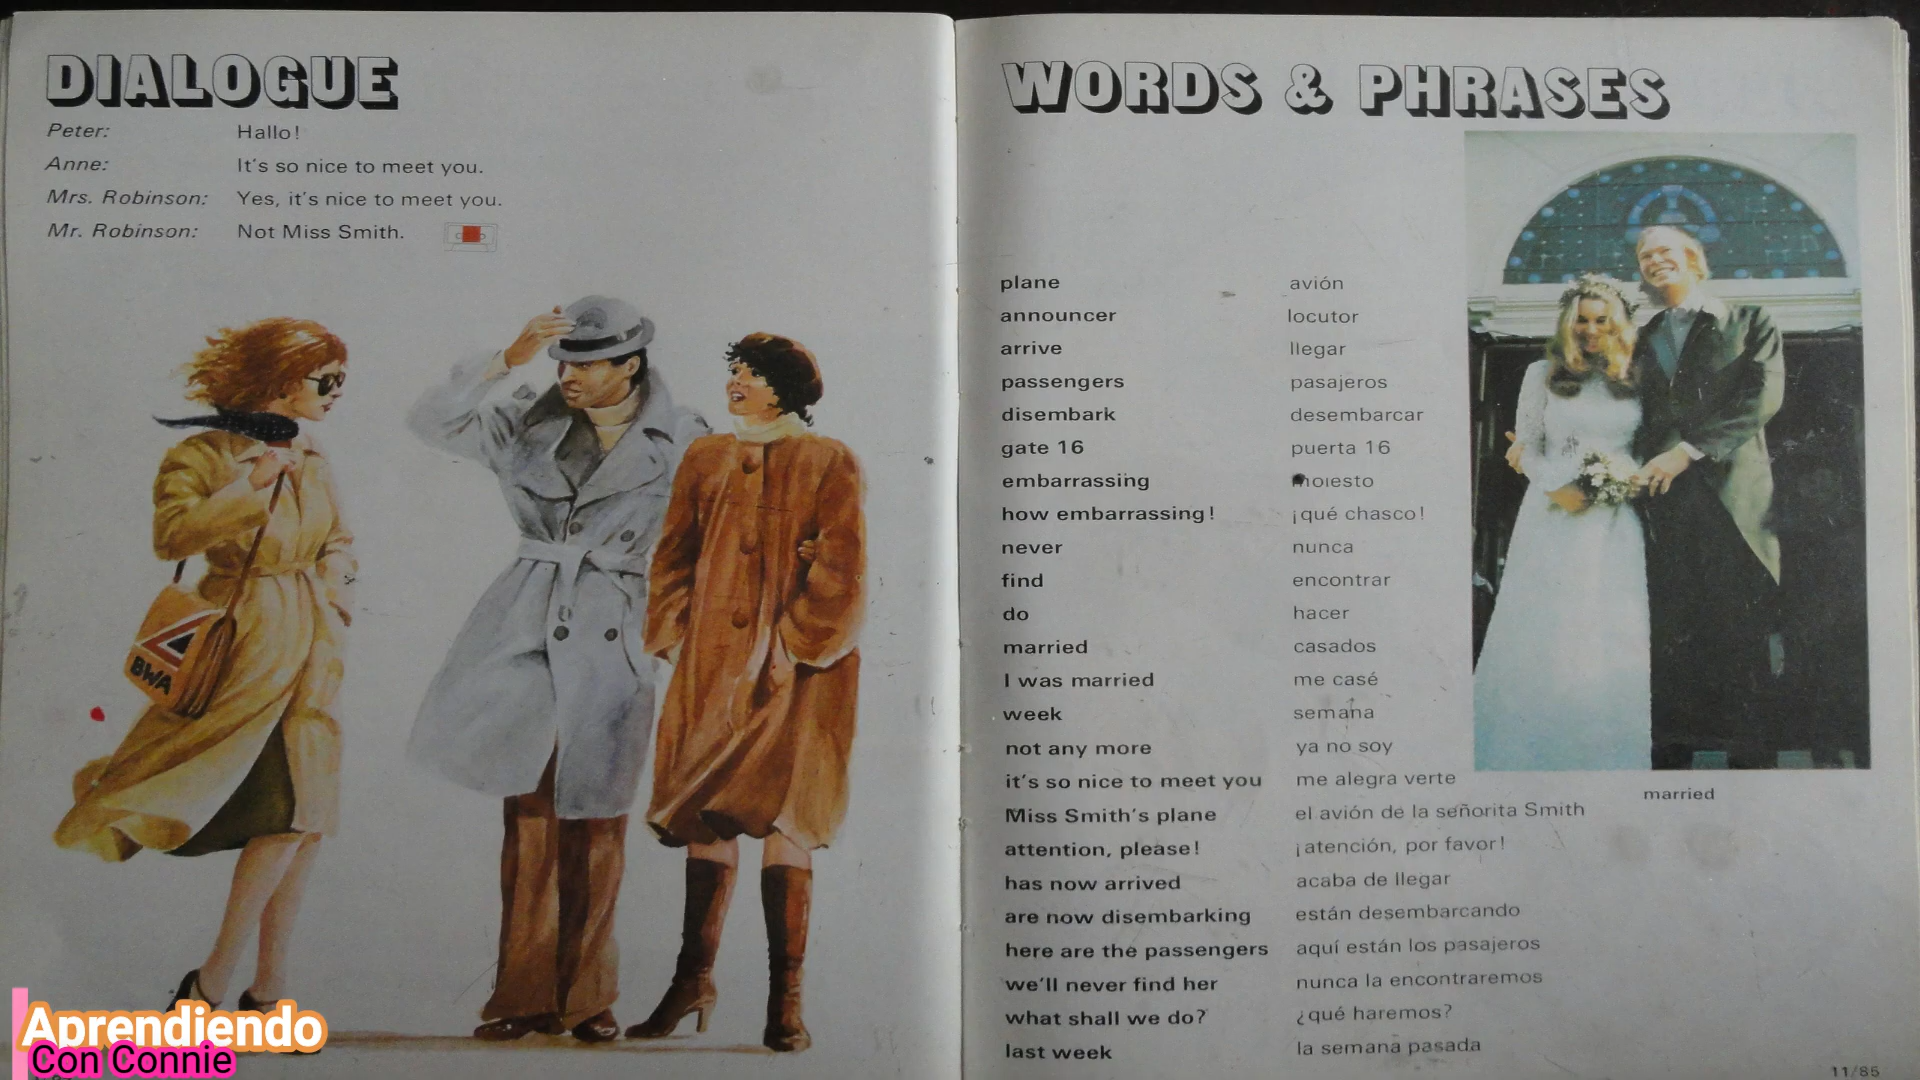 DIALOGUE
Peter: Hallo!
Anne: It's so nice to meet you.
Mrs. Robinson: Yes, it's nice to meet you.
Mr. Robinson: Not Miss Smith.
BWA
Aprendiendo
Con Connie
WORDS & PHRASES
plane avión
announcer locutor
arrive llegar
passengers pasajeros
disembark desembarcar
gate 16 puerta 16
embarrassing molesto
how embarrassing! ¡qué chasco!
never nunca
find encontrar
do hacer
married casados
I was married me casé
week semana
not any more ya no soy
it's so nice to meet you me alegra verte
Miss Smith's plane el avión de la señorita Smith
attention, please! ¡atención, por favor!
has now arrived acaba de llegar
are now disembarking están desembarcando
here are the passengers aquí están los pasajeros
we'll never find her nunca la encontraremos
what shall we do? ¿qué haremos?
last week la semana pasada
married
11/85